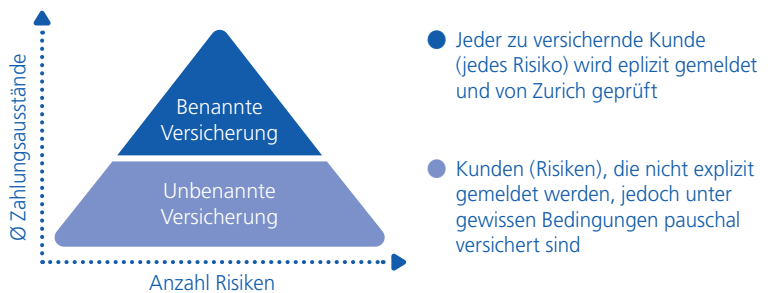 Ø Zahlungsausstände
Benannte
Versicherung
Unbenannte
Versicherung
Anzahl Risiken
Jeder zu versichernde Kunde
(jedes Risiko) wird eplizit gemeldet
und von Zurich geprüft
Kunden (Risiken), die nicht explizit
gemeldet werden, jedoch unter
gewissen Bedingungen pauschal
versichert sind